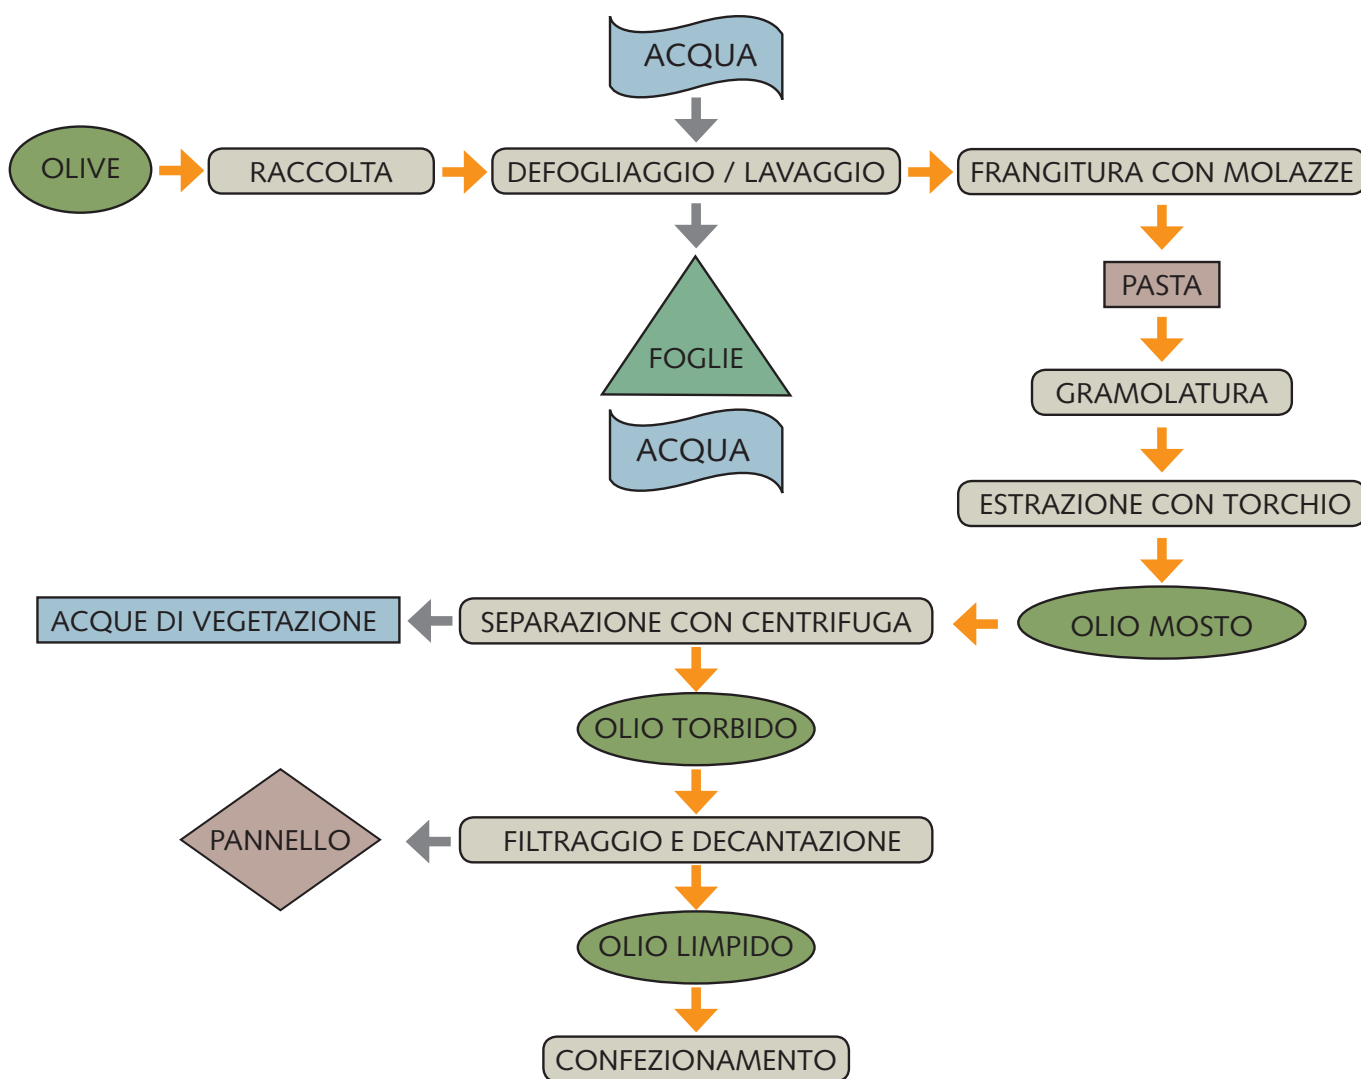 ACQUA
OLIVE
RACCOLTA
DEFOGLIAGGIO / LAVAGGIO
FRANGITURA CON MOLAZZE
PASTA
FOGLIE
GRAMOLATURA
ACQUA
ESTRAZIONE CON TORCHIO
OLIO MOSTO
SEPARAZIONE CON CENTRIFUGA
ACQUE DI VEGETAZIONE
OLIO TORBIDO
FILTRAGGIO E DECANTAZIONE
PANNELLO
OLIO LIMPIDO
CONFEZIONAMENTO